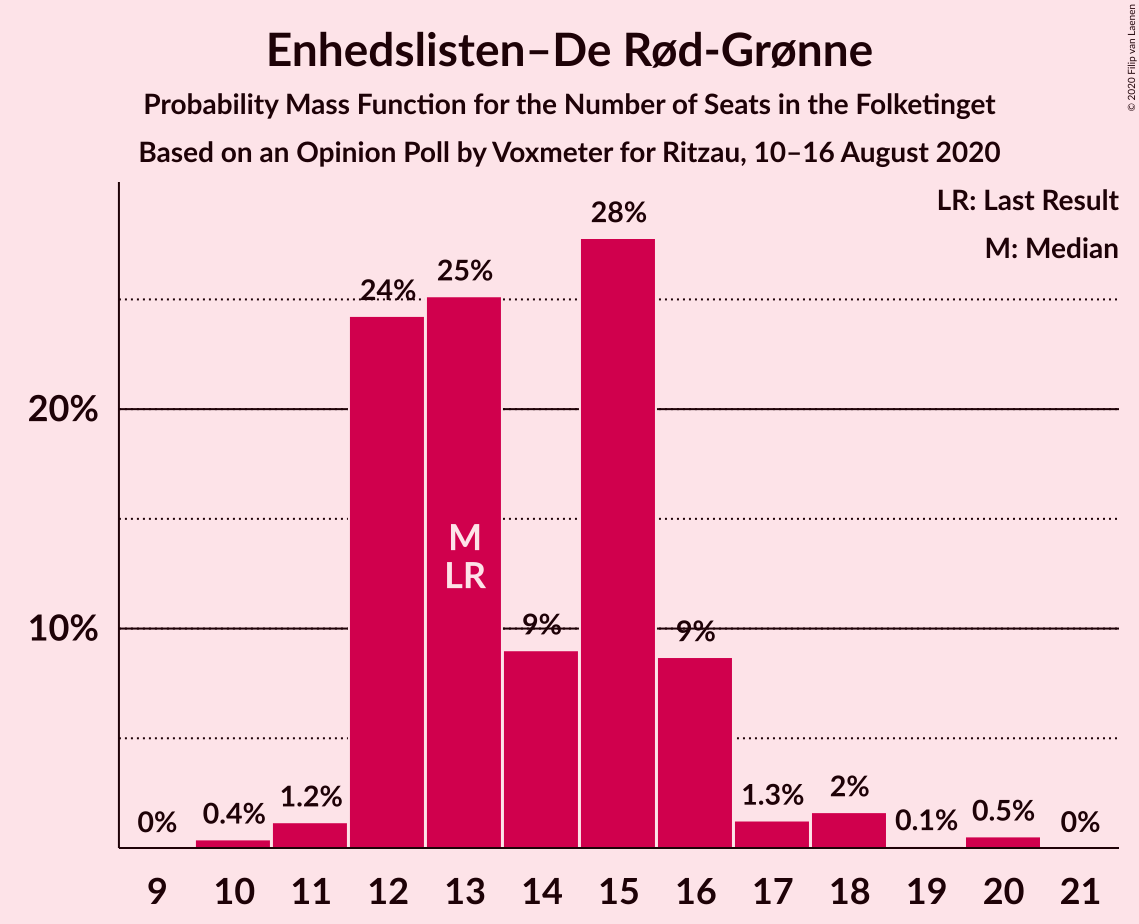 Enhedslisten–De Rød-Grønne
Probability Mass Function for the Number of Seats in the Folketinget
Based on an Opinion Poll by Voxmeter for Ritzau, 10–16 August 2020
© 2020 Filip van Laenen
LR: Last Result
M: Median
28%
25%
24%
20%
M
LR
10%
9%
9%
0%
0.4%
1.2%
1.3%
2%
0.1%
0.5%
0%
9 10 11 12 13 14 15 16 17 18 19 20 21